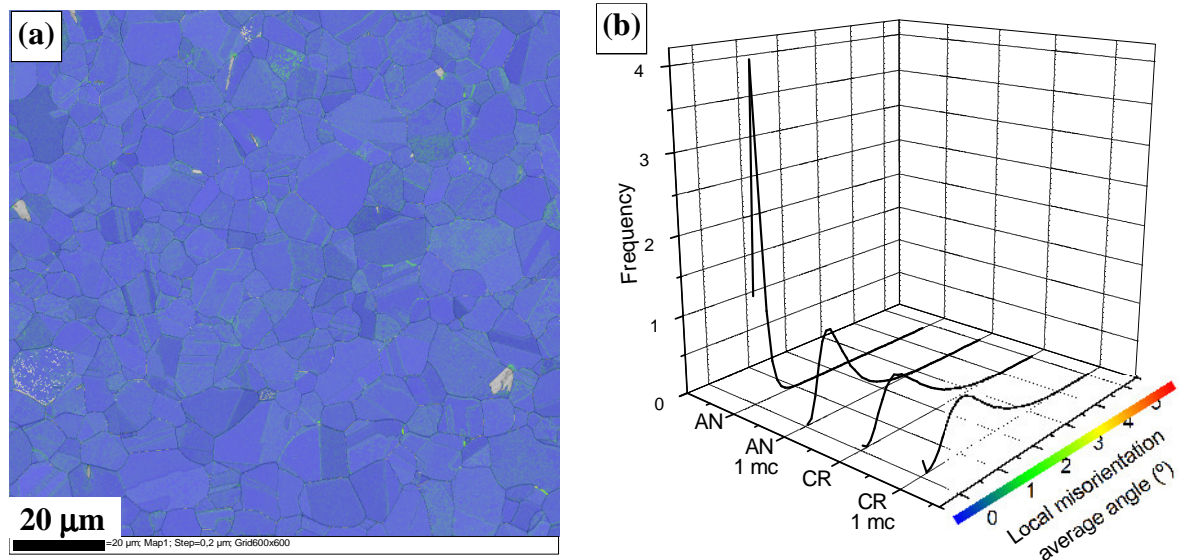 (a)
20 μm
=20 µm; Map1; Step=0,2 µm; Grid600x600
(b)
4
3
2
1
0
Frequency
AN
AN
1 mc
CR
CR
1 mc
0
1
2
3
4
5
Local misorientation
average angle (º)